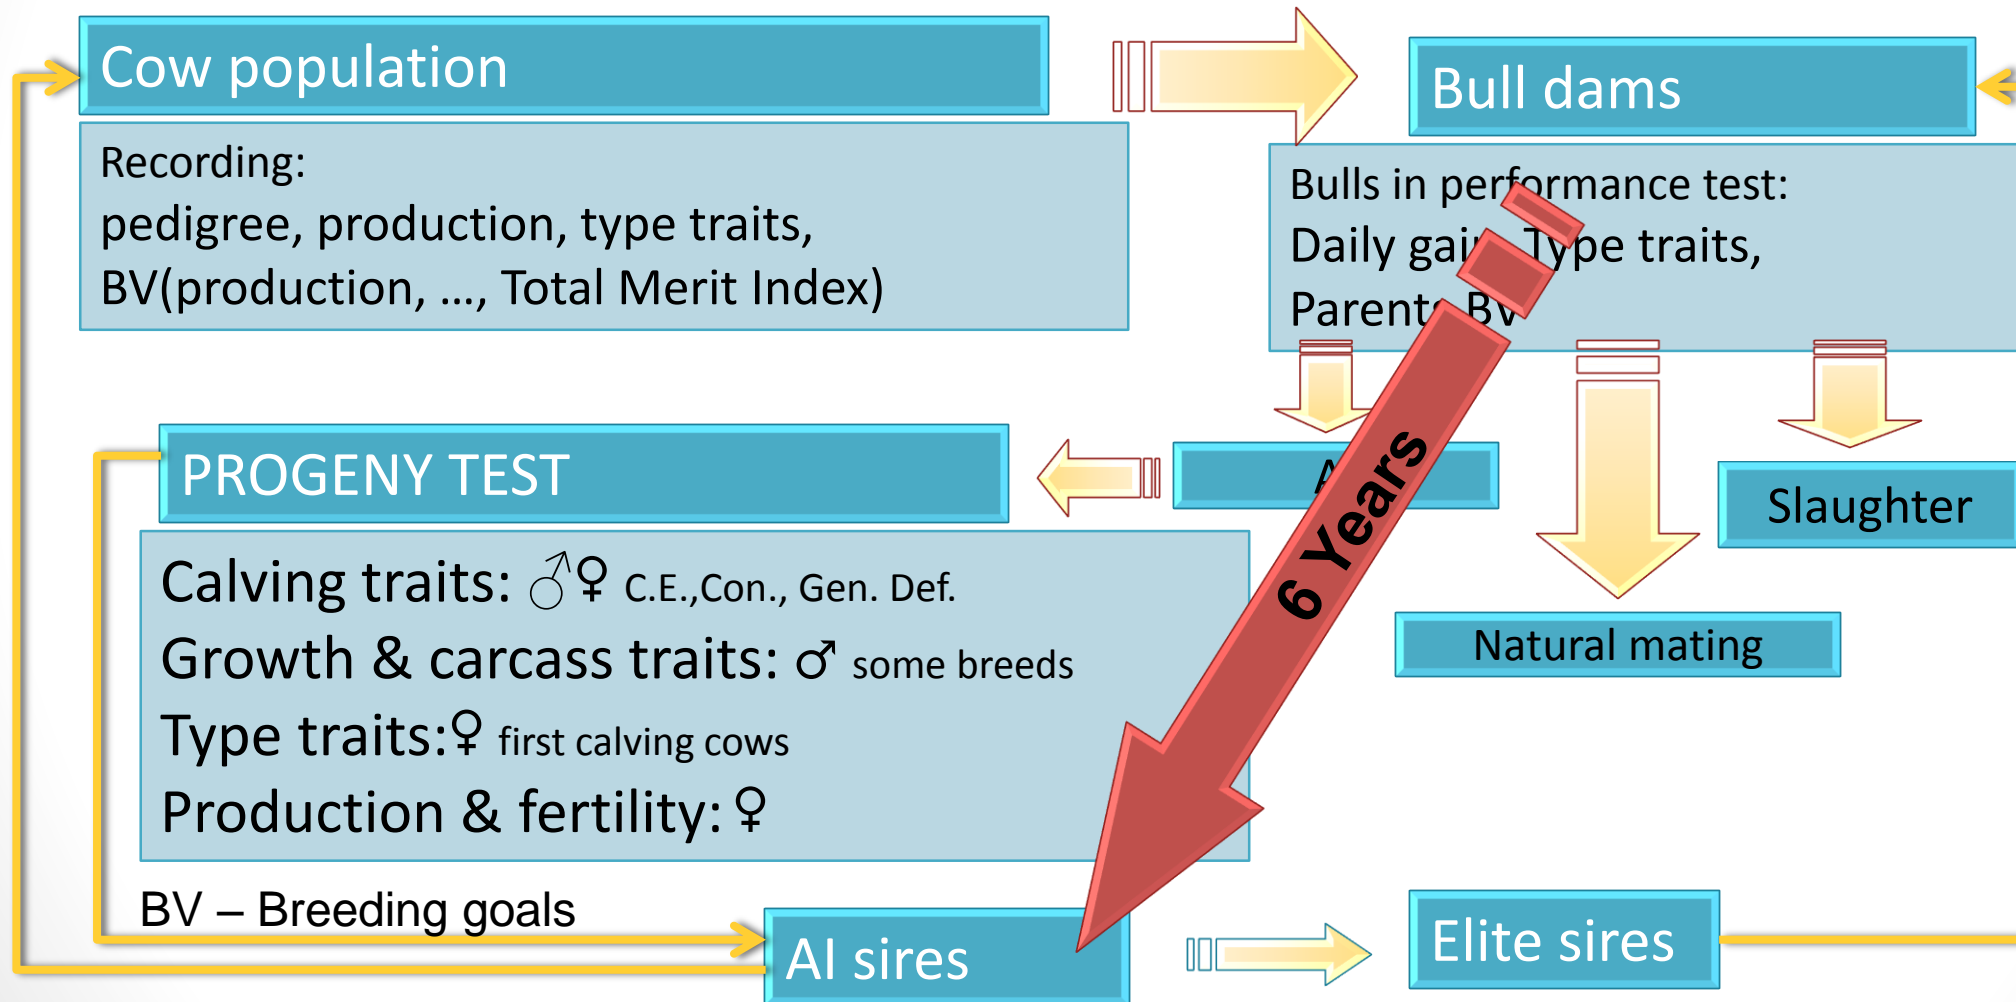 Cow population
Recording:
pedigree, production, type traits,
BV(production, ..., Total Merit Index)
Bull dams
Bulls in performance test:
Daily gain, Type traits,
Parents BV
PROGENY TEST
Calving traits: ♂♀ C.E.,Con., Gen. Def.
Growth & carcass traits: ♂ some breeds
Type traits:♀ first calving cows
Production & fertility: ♀
6 Years
Slaughter
Natural mating
BV – Breeding goals
AI sires
Elite sires